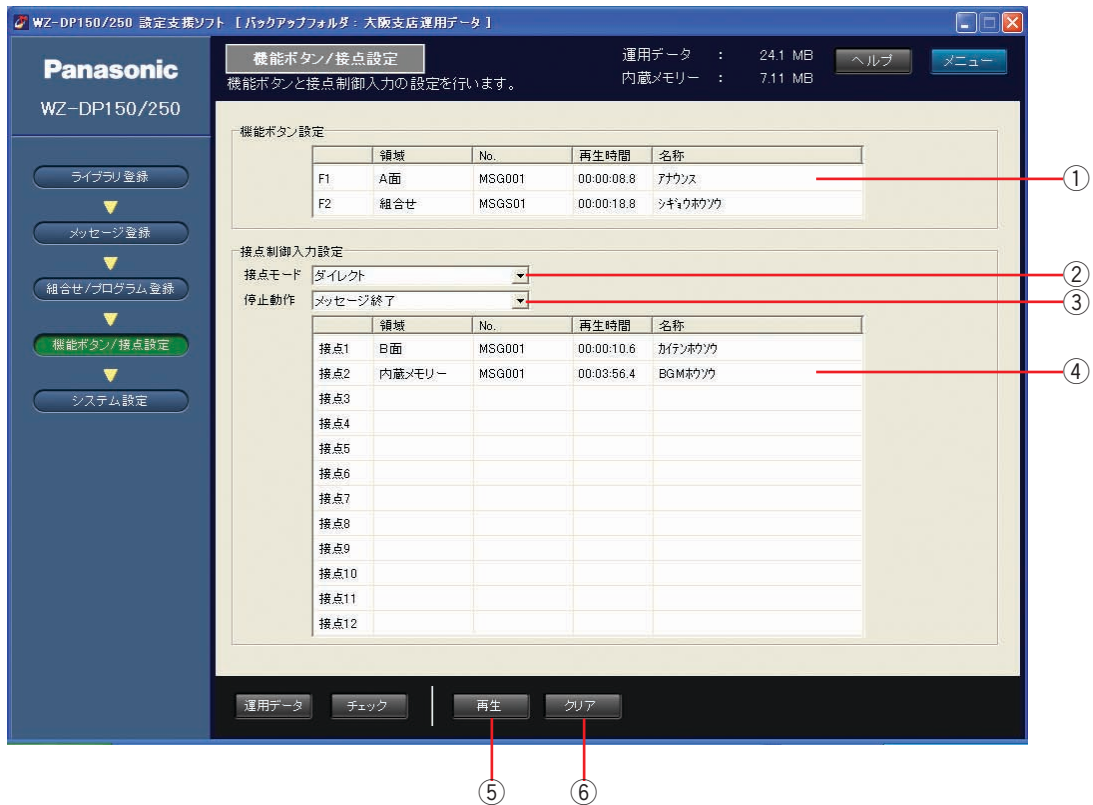 WZ-DP150/250 設定支援ソフト [ バックアップフォルダ : 大阪支店運用データ ]
Panasonic
WZ-DP150/250
機能ボタン/接点設定
機能ボタンと接点制御入力の設定を行います。
運用データ : 24.1 MB
内蔵メモリー : 7.11 MB
ヘルプ
メニュー
ライブラリ登録
メッセージ登録
組合せ/プログラム登録
機能ボタン/接点設定
システム設定
機能ボタン設定
領域 No. 再生時間 名称
F1 A面 MSG001 00:00:08.8 アナウンス
F2 組合せ MSGS01 00:00:18.8 シギョウホウソウ
①
接点制御入力設定
接点モード ダイレクト
②
停止動作 メッセージ終了
③
領域 No. 再生時間 名称
接点1 B面 MSG001 00:00:10.6 カイテンホウソウ
接点2 内蔵メモリー MSG001 00:03:56.4 BGMホウソウ
④
接点3
接点4
接点5
接点6
接点7
接点8
接点9
接点10
接点11
接点12
運用データ
チェック
再生
クリア
⑤
⑥